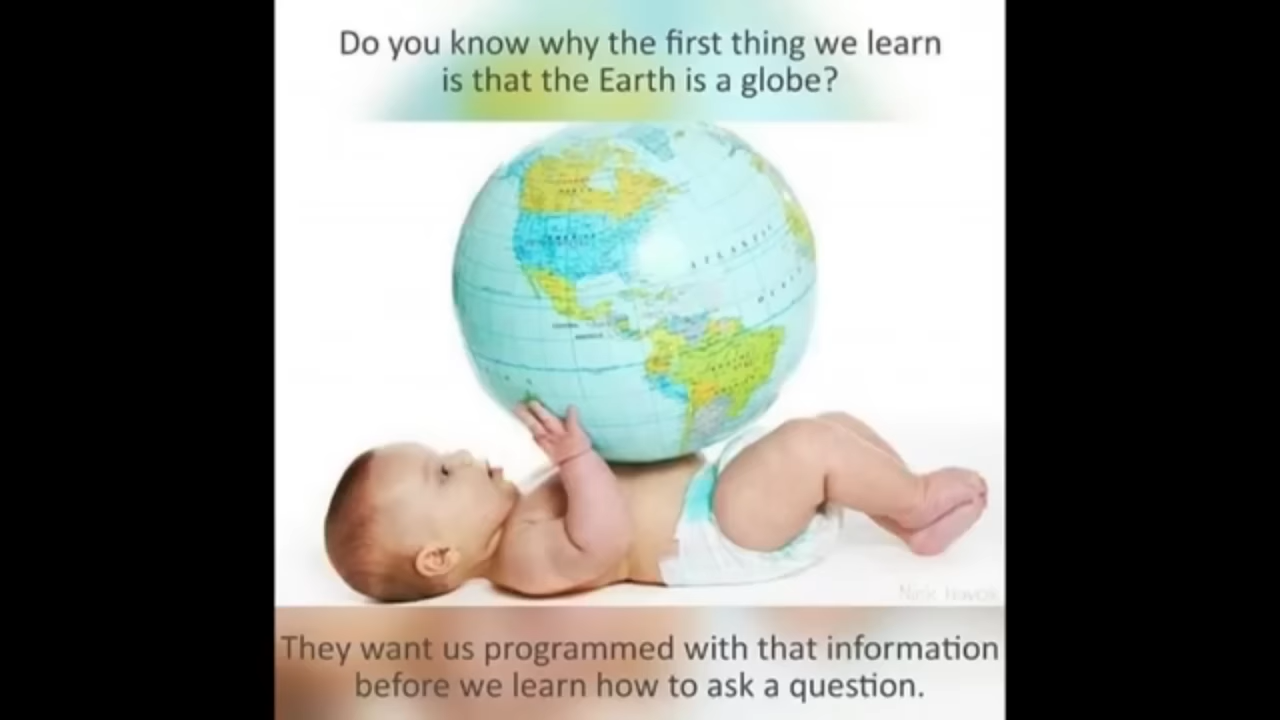 Do you know why the first thing we learn
is that the Earth is a globe?
ATLANTIC
They want us programmed with that information
before we learn how to ask a question.